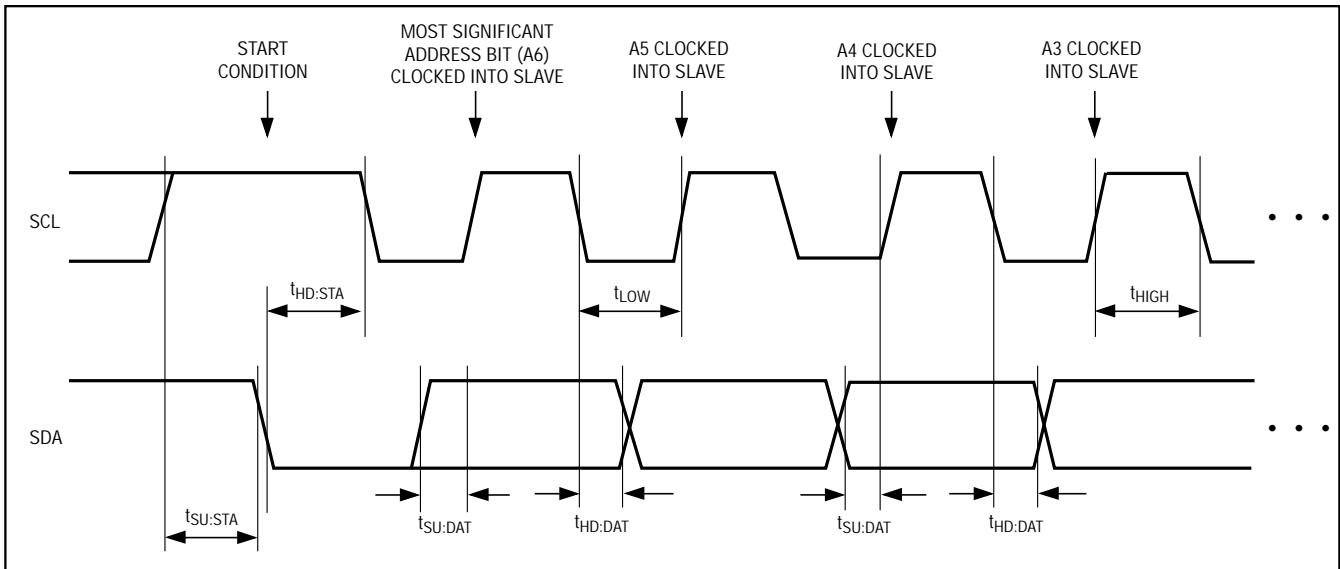 START
CONDITION
MOST SIGNIFICANT
ADDRESS BIT (A6)
CLOCKED INTO SLAVE
A5 CLOCKED
INTO SLAVE
A4 CLOCKED
INTO SLAVE
A3 CLOCKED
INTO SLAVE
SCL
tHD:STA
tLOW
tHIGH
SDA
tSU:STA
tSU:DAT
tHD:DAT
tSU:DAT
tHD:DAT